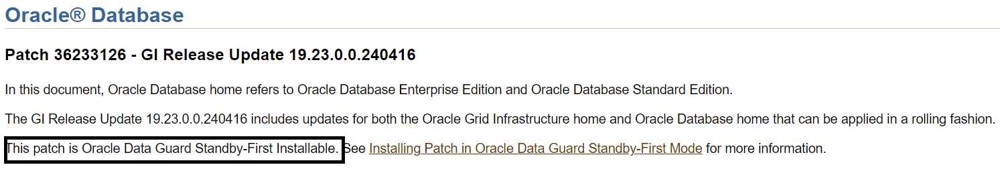 Oracle® Database
Patch 36233126 - GI Release Update 19.23.0.0.240416
In this document, Oracle Database home refers to Oracle Database Enterprise Edition and Oracle Database Standard Edition.
The GI Release Update 19.23.0.0.240416 includes updates for both the Oracle Grid Infrastructure home and Oracle Database home that can be applied in a rolling fashion.
This patch is Oracle Data Guard Standby-First Installable. See Installing Patch in Oracle Data Guard Standby-First Mode for more information.